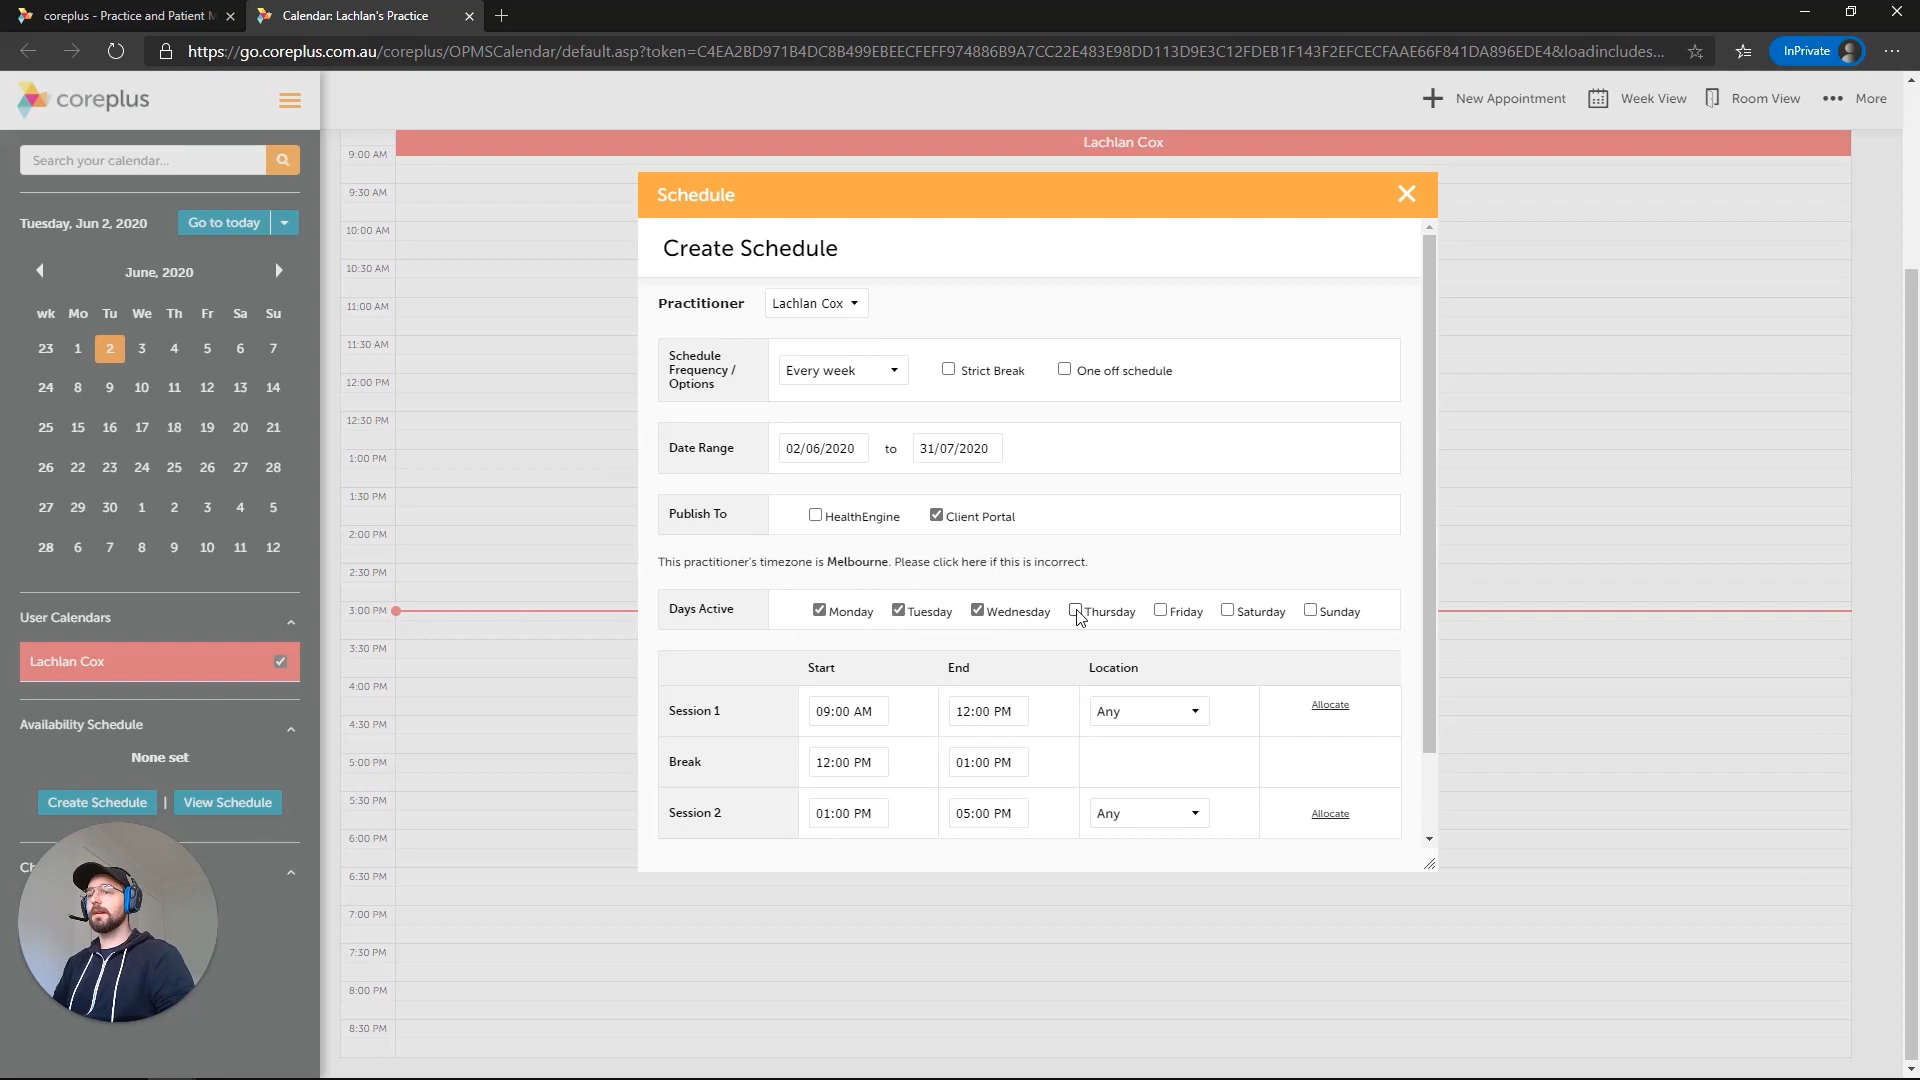 coreplus - Practice and Patient M
Calendar: Lachlan's Practice
https://go.coreplus.com.au/coreplus/OPMSCalendar/default.asp?token=C4EA2BD971B4DC8B499EBEECFEFF974886B9A7CC22E483E98DD113D9E3C12FDEB1F143F2EFCECFAAE66F841DA896EDE4&loadincludes...
InPrivate
coreplus
New Appointment
Week View
Room View
More
Search your calendar...
Tuesday, Jun 2, 2020
Go to today
June, 2020
wk Mo Tu We Th Fr Sa Su
23 1 2 3 4 5 6 7
24 8 9 10 11 12 13 14
25 15 16 17 18 19 20 21
26 22 23 24 25 26 27 28
27 29 30 1 2 3 4 5
28 6 7 8 9 10 11 12
User Calendars
Lachlan Cox
Availability Schedule
None set
Create Schedule | View Schedule
Lachlan Cox
9:00 AM
9:30 AM
10:00 AM
10:30 AM
11:00 AM
11:30 AM
12:00 PM
12:30 PM
1:00 PM
1:30 PM
2:00 PM
2:30 PM
3:00 PM
3:30 PM
4:00 PM
4:30 PM
5:00 PM
5:30 PM
6:00 PM
6:30 PM
7:00 PM
7:30 PM
8:00 PM
8:30 PM
Schedule
Create Schedule
Practitioner Lachlan Cox
Schedule
Frequency /
Options
Every week Strict Break One off schedule
Date Range 02/06/2020 to 31/07/2020
Publish To HealthEngine Client Portal
This practitioner's timezone is Melbourne. Please click here if this is incorrect.
Days Active Monday Tuesday Wednesday Thursday Friday Saturday Sunday
Start End Location
Session 1 09:00 AM 12:00 PM Any Allocate
Break 12:00 PM 01:00 PM
Session 2 01:00 PM 05:00 PM Any Allocate